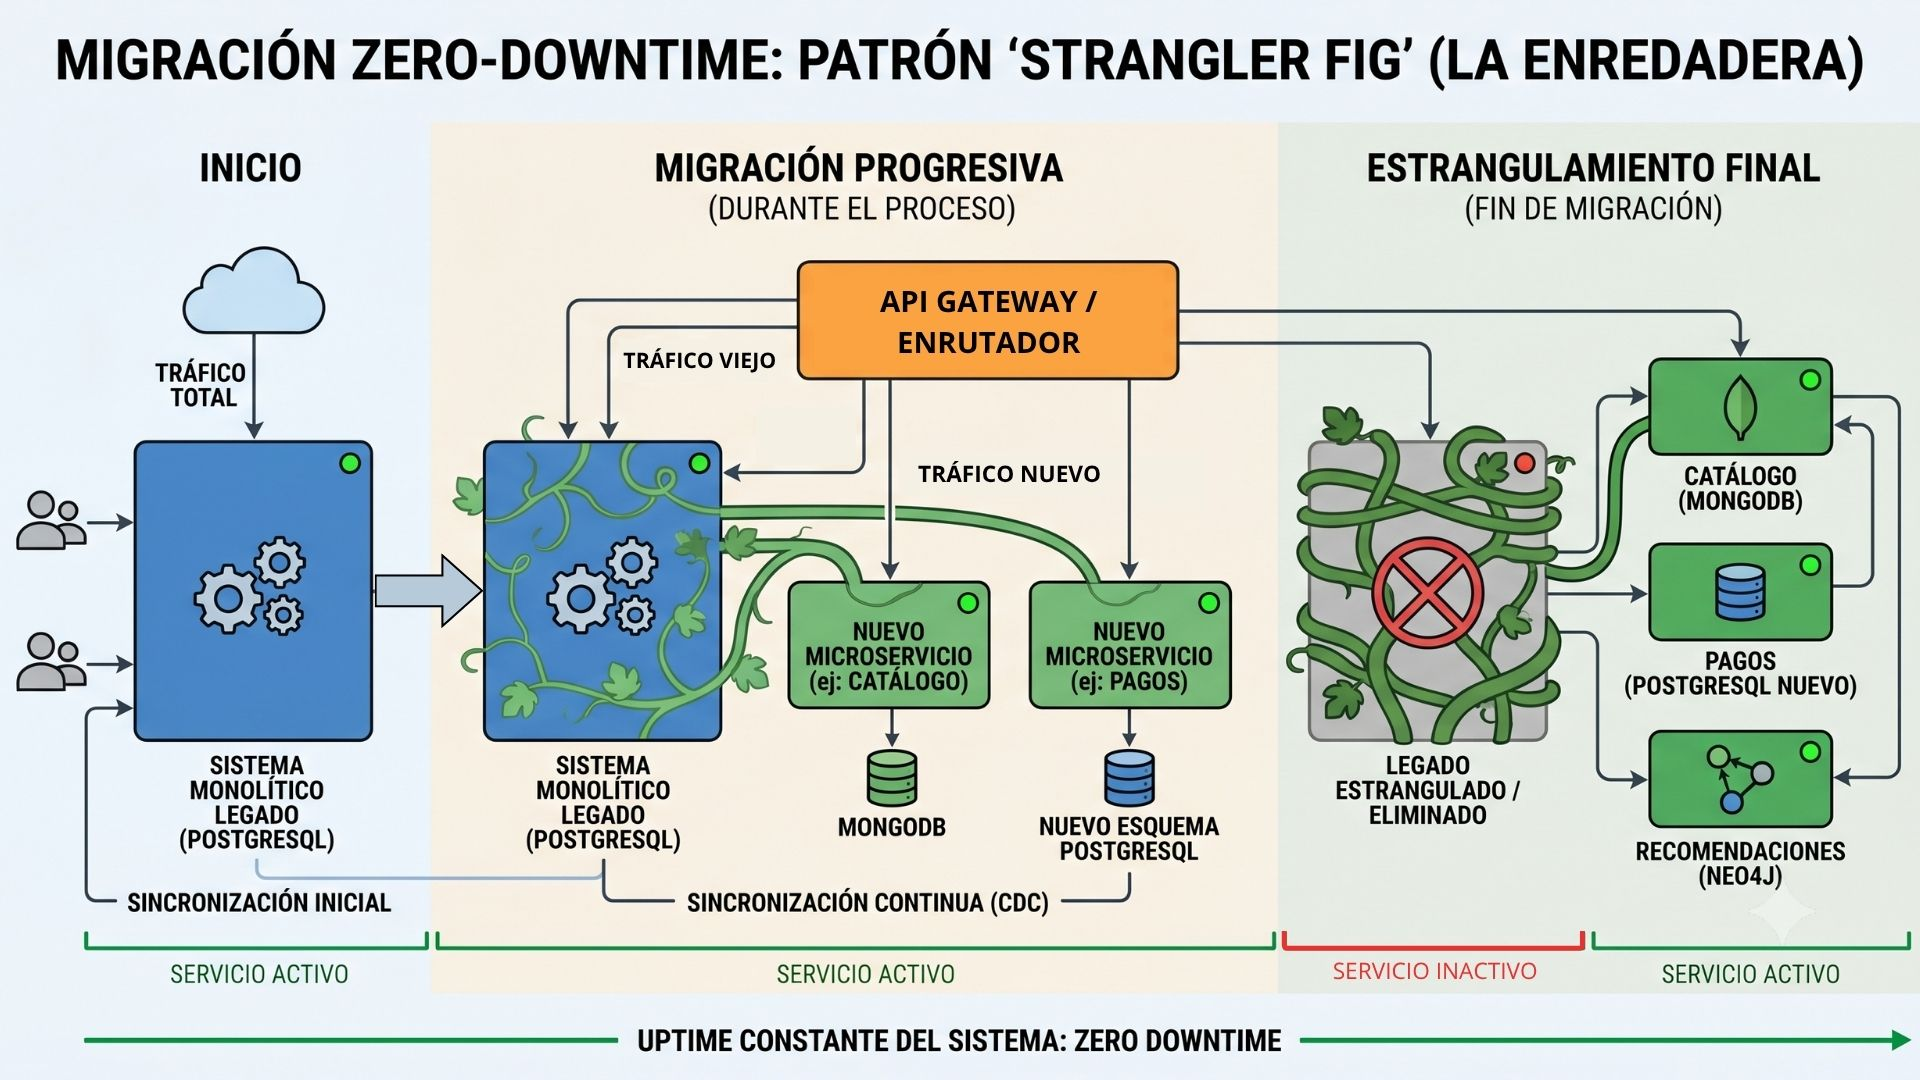 MIGRACIÓN ZERO-DOWNTIME: PATRÓN ‘STRANGLER FIG’ (LA ENREDADERA)
INICIO
TRÁFICO
TOTAL
SISTEMA
MONOLÍTICO
LEGADO
(POSTGRESQL)
SINCRONIZACIÓN INICIAL
SERVICIO ACTIVO
MIGRACIÓN PROGRESIVA
(DURANTE EL PROCESO)
API GATEWAY /
ENRUTADOR
TRÁFICO VIEJO
TRÁFICO NUEVO
NUEVO
MICROSERVICIO
(ej: CATÁLOGO)
NUEVO
MICROSERVICIO
(ej: PAGOS)
SISTEMA
MONOLÍTICO
LEGADO
(POSTGRESQL)
MONGODB
NUEVO ESQUEMA
POSTGRESQL
SINCRONIZACIÓN CONTINUA (CDC)
SERVICIO ACTIVO
ESTRANGULAMIENTO FINAL
(FIN DE MIGRACIÓN)
CATÁLOGO
(MONGODB)
PAGOS
(POSTGRESQL NUEVO)
LEGADO
ESTRANGULADO /
ELIMINADO
RECOMENDACIONES
(NEO4J)
SERVICIO INACTIVO
SERVICIO ACTIVO
UPTIME CONSTANTE DEL SISTEMA: ZERO DOWNTIME